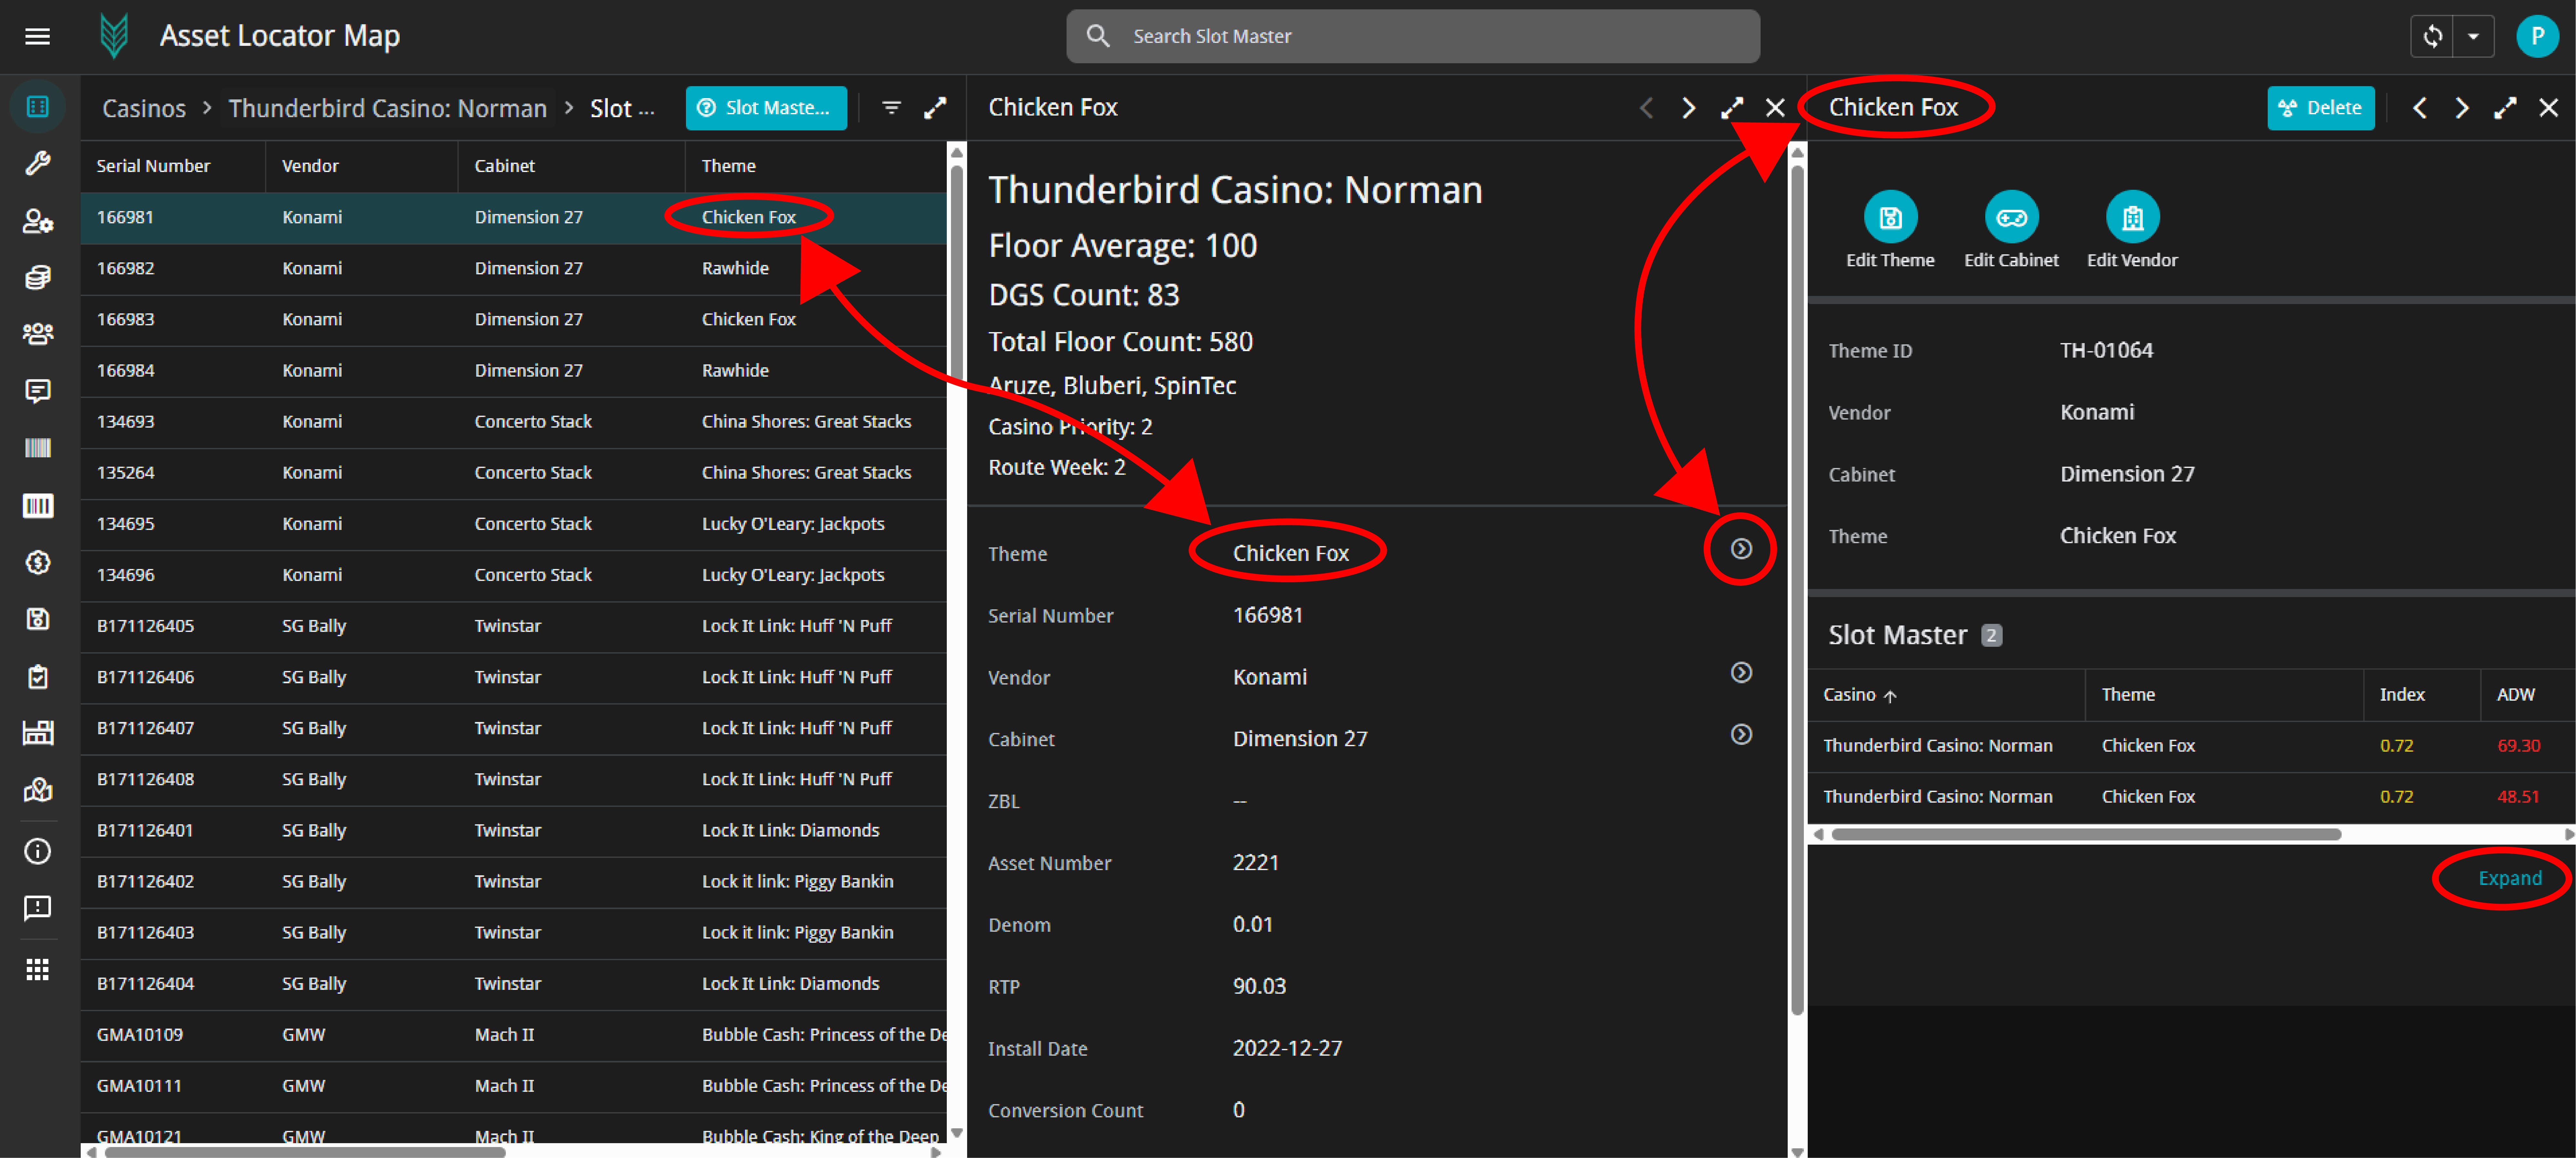 Asset Locator Map
Search Slot Master
P
Casinos > Thunderbird Casino: Norman > Slot ...
Slot Maste...
Serial Number Vendor Cabinet Theme
166981 Konami Dimension 27 Chicken Fox
166982 Konami Dimension 27 Rawhide
166983 Konami Dimension 27 Chicken Fox
166984 Konami Dimension 27 Rawhide
134693 Konami Concerto Stack China Shores: Great Stacks
135264 Konami Concerto Stack China Shores: Great Stacks
134695 Konami Concerto Stack Lucky O'Leary: Jackpots
134696 Konami Concerto Stack Lucky O'Leary: Jackpots
B171126405 SG Bally Twinstar Lock It Link: Huff 'N Puff
B171126406 SG Bally Twinstar Lock It Link: Huff 'N Puff
B171126407 SG Bally Twinstar Lock It Link: Huff 'N Puff
B171126408 SG Bally Twinstar Lock It Link: Huff 'N Puff
B171126401 SG Bally Twinstar Lock It Link: Diamonds
B171126402 SG Bally Twinstar Lock it link: Piggy Bankin
B171126403 SG Bally Twinstar Lock it link: Piggy Bankin
B171126404 SG Bally Twinstar Lock It Link: Diamonds
GMA10109 GMW Mach II Bubble Cash: Princess of the De
GMA10111 GMW Mach II Bubble Cash: Princess of the De
GMA10121 GMW Mach II Bubble Cash: King of the Deep
Chicken Fox
Thunderbird Casino: Norman
Floor Average: 100
DGS Count: 83
Total Floor Count: 580
Aruze, Bluberi, SpinTec
Casino Priority: 2
Route Week: 2
Theme Chicken Fox
Serial Number 166981
Vendor Konami
Cabinet Dimension 27
ZBL --
Asset Number 2221
Denom 0.01
RTP 90.03
Install Date 2022-12-27
Conversion Count 0
Chicken Fox
Delete
Edit Theme Edit Cabinet Edit Vendor
Theme ID TH-01064
Vendor Konami
Cabinet Dimension 27
Theme Chicken Fox
Slot Master 2
Casino Theme Index ADW
Thunderbird Casino: Norman Chicken Fox 0.72 69.30
Thunderbird Casino: Norman Chicken Fox 0.72 48.51
Expand